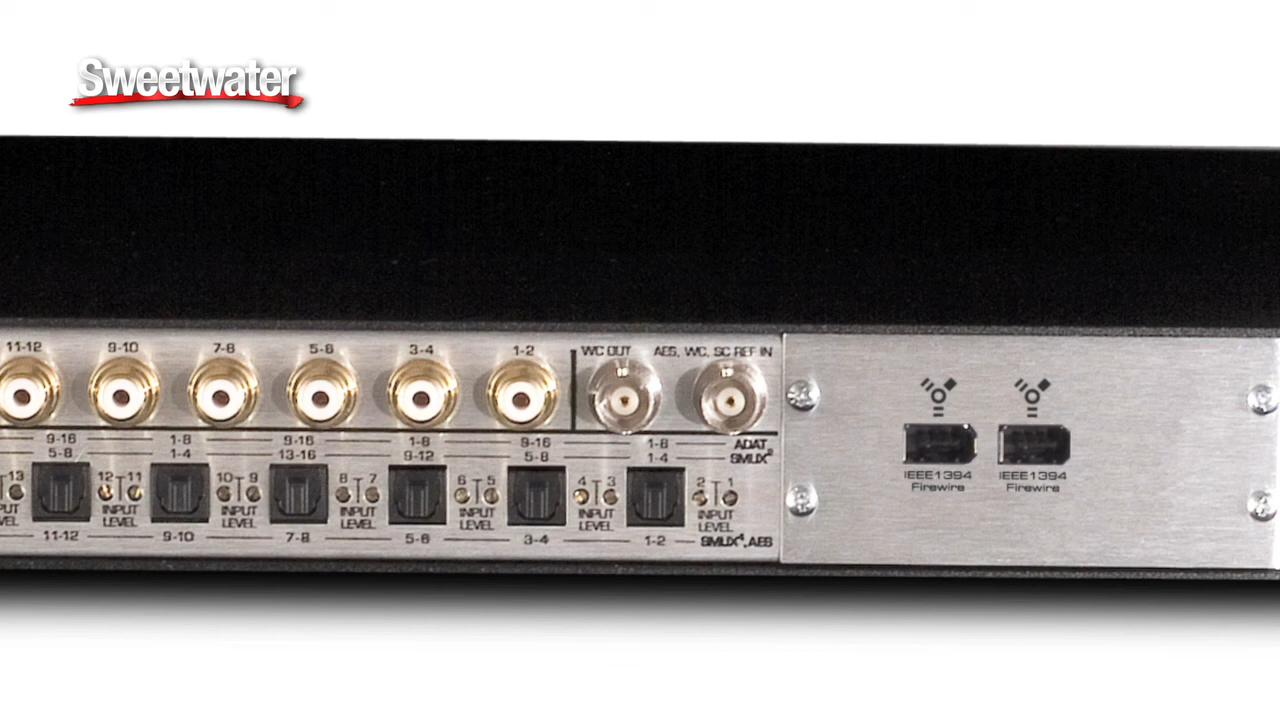 Sweetwater
11-12 9-10 7-8 5-6 3-4 1-2 WC OUT AES, WC, SC REF IN
9-16 1-8 9-16 1-8 9-16 1-8 ADAT
5-8 1-4 13-16 9-12 5-8 1-4 SMUX²
13 12 11 10 9 8 7 6 5 4 3 2 1
INPUT LEVEL INPUT LEVEL INPUT LEVEL INPUT LEVEL INPUT LEVEL INPUT LEVEL
11-12 9-10 7-8 5-6 3-4 1-2 SMUX⁴, AES
IEEE1394 IEEE1394
Firewire Firewire